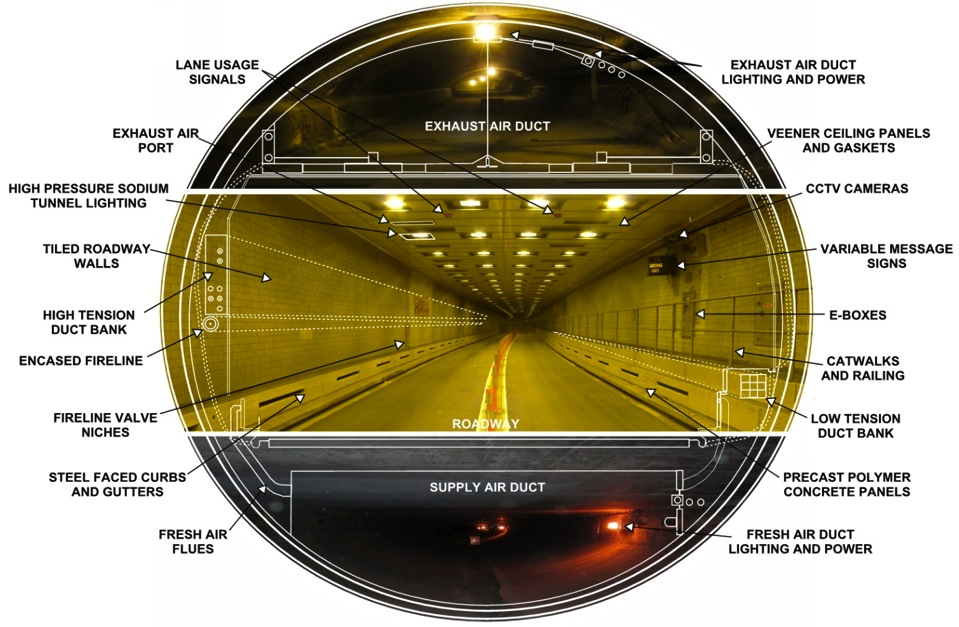 LANE USAGE
SIGNALS
EXHAUST AIR DUCT
LIGHTING AND POWER
EXHAUST AIR DUCT
EXHAUST AIR
PORT
VEENER CEILING PANELS
AND GASKETS
HIGH PRESSURE SODIUM
TUNNEL LIGHTING
CCTV CAMERAS
TILED ROADWAY
WALLS
VARIABLE MESSAGE
SIGNS
HIGH TENSION
DUCT BANK
E-BOXES
ENCASED FIRELINE
CATWALKS
AND RAILING
FIRELINE VALVE
NICHES
ROADWAY
LOW TENSION
DUCT BANK
STEEL FACED CURBS
AND GUTTERS
SUPPLY AIR DUCT
PRECAST POLYMER
CONCRETE PANELS
FRESH AIR
FLUES
FRESH AIR DUCT
LIGHTING AND POWER